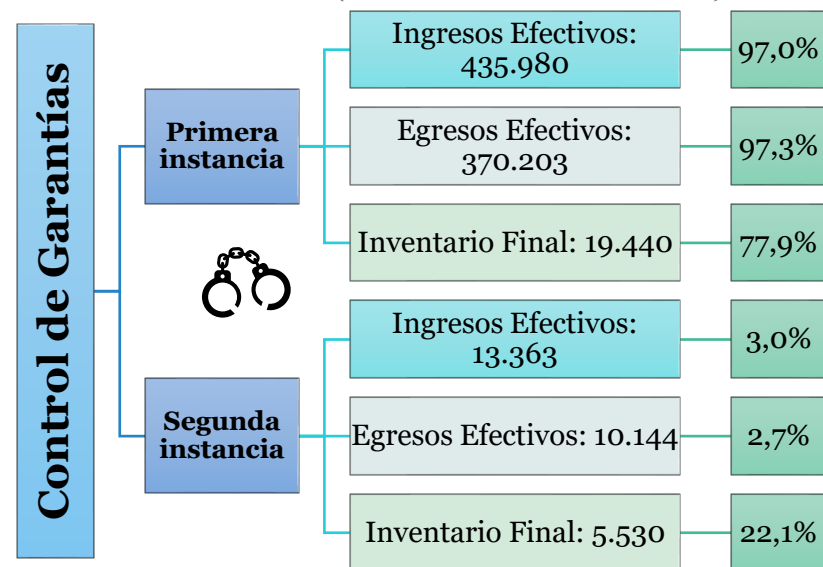 Control de Garantías
Primera
instancia
Ingresos Efectivos:
435.980
97,0%
Egresos Efectivos:
370.203
97,3%
Inventario Final: 19.440
77,9%
Segunda
instancia
Ingresos Efectivos:
13.363
3,0%
Egresos Efectivos: 10.144
2,7%
Inventario Final: 5.530
22,1%